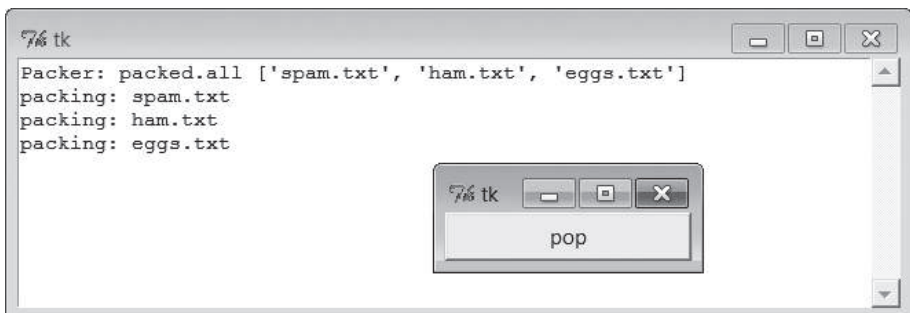 tk
Packer: packed.all ['spam.txt', 'ham.txt', 'eggs.txt']
packing: spam.txt
packing: ham.txt
packing: eggs.txt
tk
pop